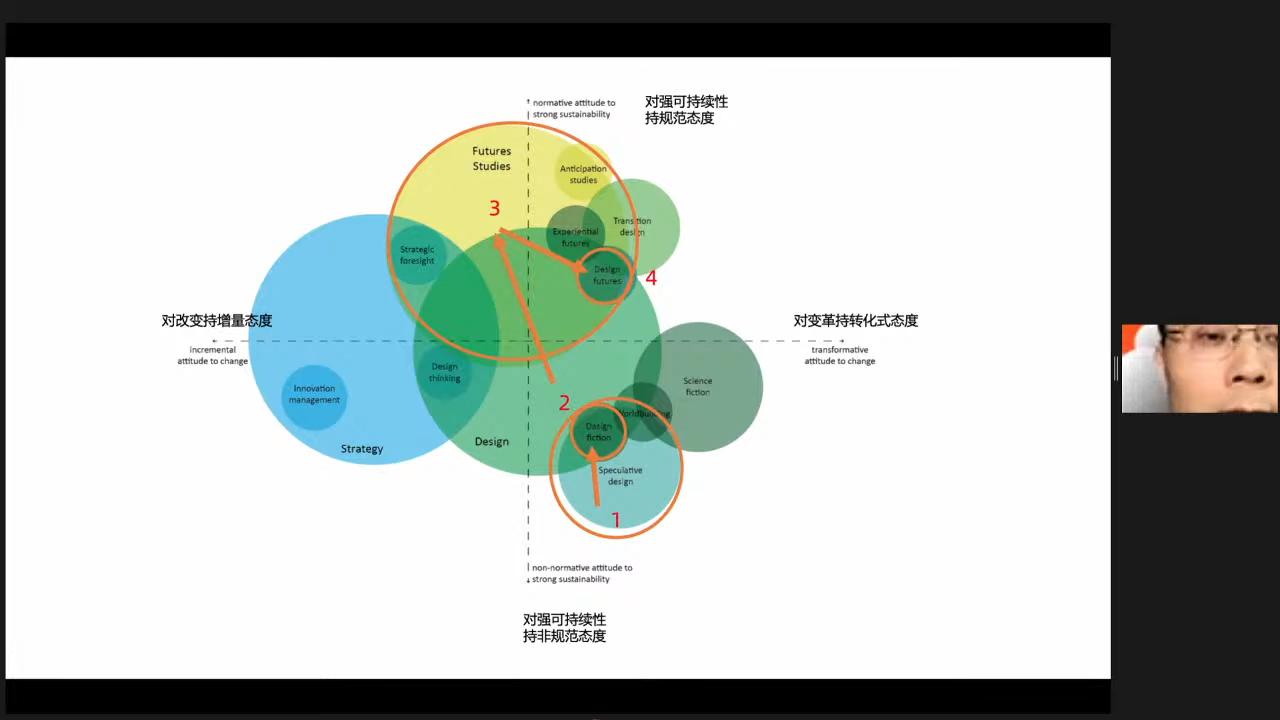 normative attitude to
strong sustainability
对强可持续性
持规范态度
Futures
Studies
Anticipation
studies
3
Transition
design
Experiential
futures
Strategic
foresight
Design
futures
4
对改变持增量态度
对变革持转化式态度
incremental
attitude to change
transformative
attitude to change
Design
thinking
Innovation
management
Science
fiction
2
Worldbuilding
Design
fiction
Strategy
Design
Speculative
design
1
non-normative attitude to
strong sustainability
对强可持续性
持非规范态度